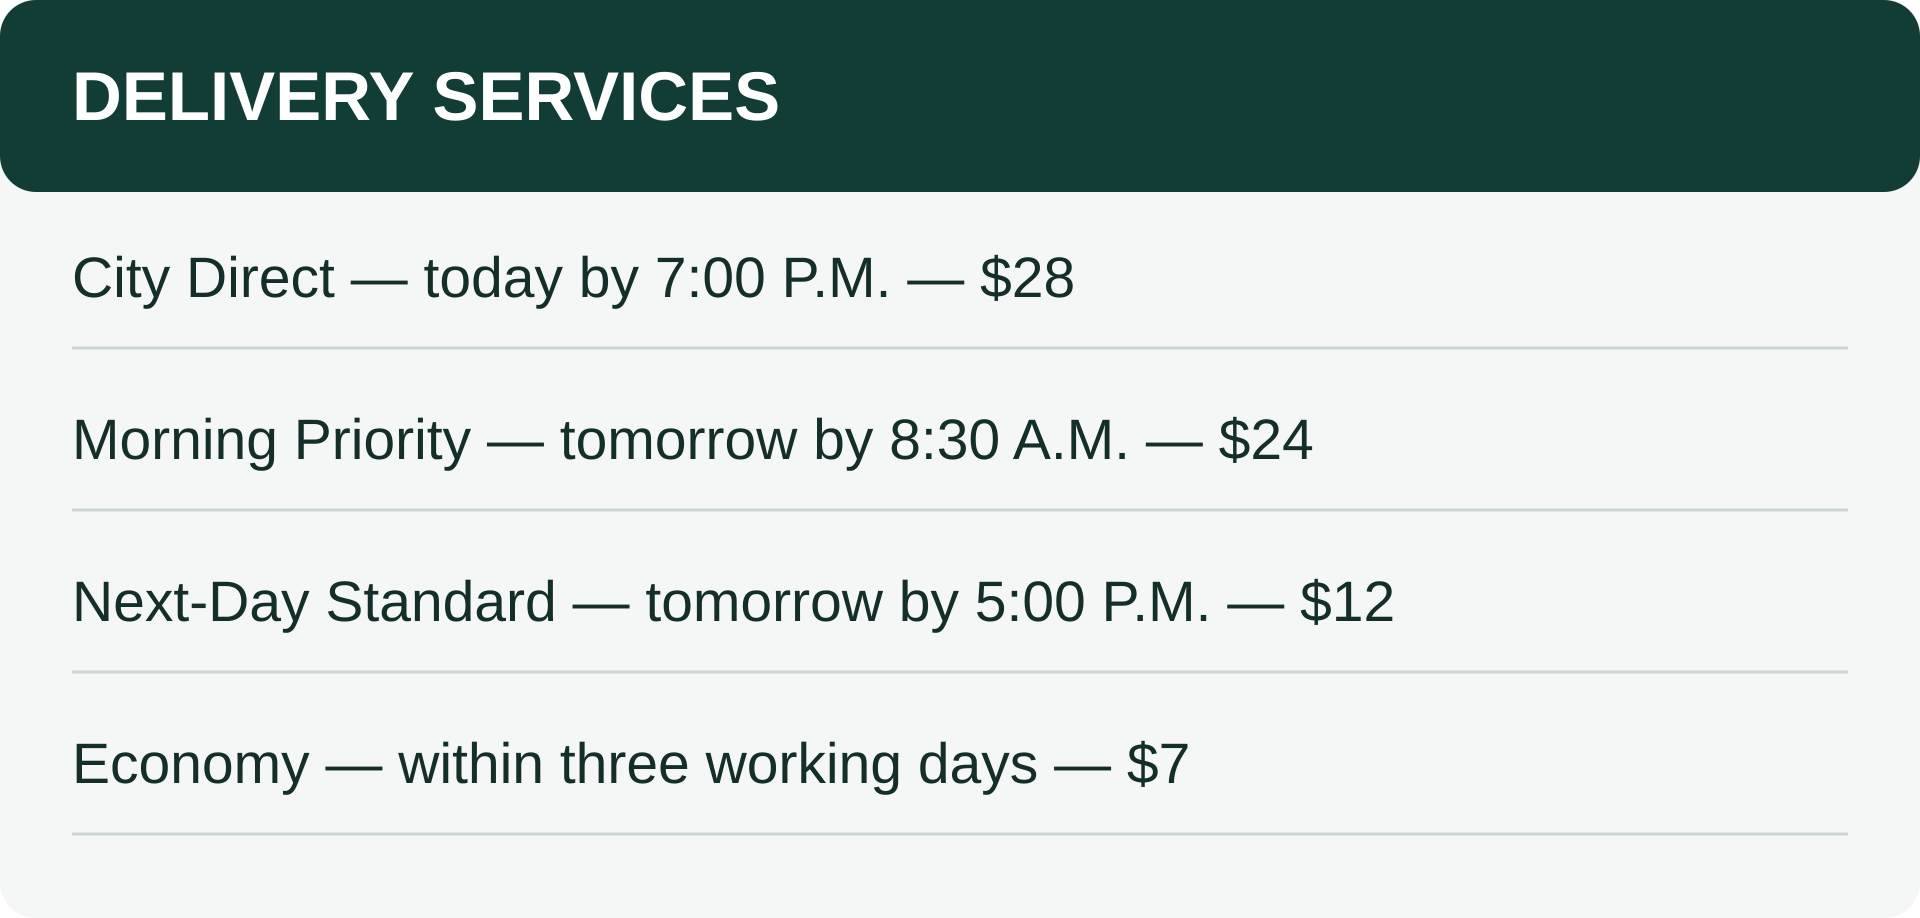 DELIVERY SERVICES
City Direct — today by 7:00 P.M. — $28
Morning Priority — tomorrow by 8:30 A.M. — $24
Next-Day Standard — tomorrow by 5:00 P.M. — $12
Economy — within three working days — $7